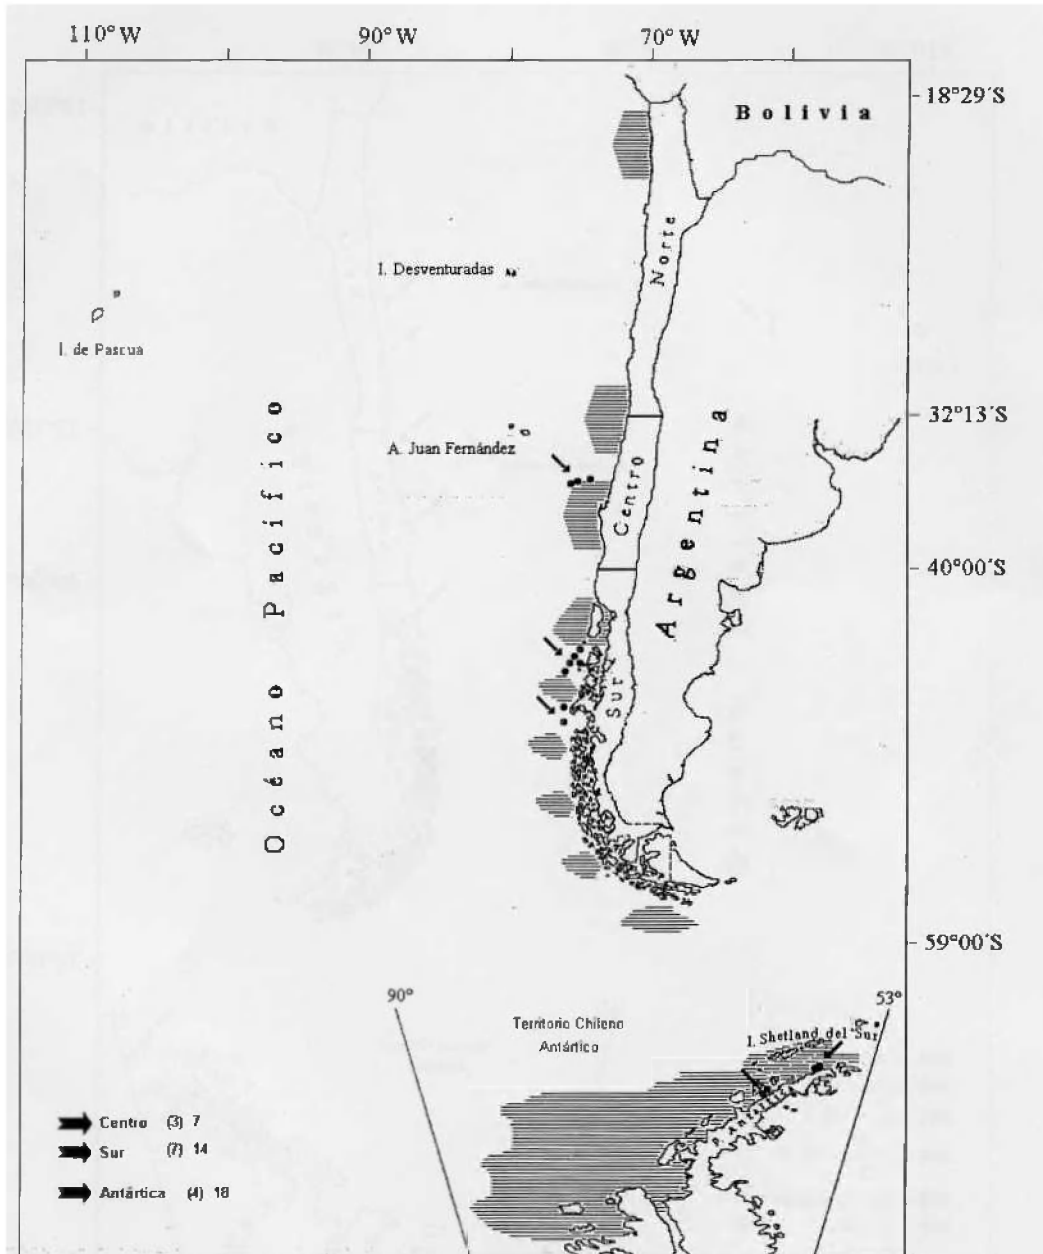 110°W 90°W 70°W
18°29´S
Bolivia
Norte
I. Desventuradas
I. de Pascua
32°13´S
A. Juan Fernández
Centro
Argentina
Océano Pacifico
40°00´S
Sur
59°00´S
90° 53°
Territorio Chileno
Antártico
I. Shetland del Sur
P. Antártica
Centro (3) 7
Sur (7) 14
Antártica (4) 18